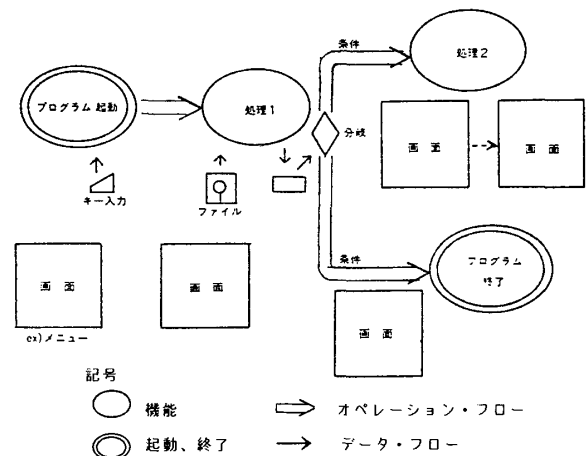 条件
処理2
プログラム 起動
処理1
分岐
画 面
画 面
キー入力
ファイル
条件
プログラム
終了
画 面
画 面
ex)メニュー
画 面
記号
機能
オペレーション・フロー
起動、終了
データ・フロー